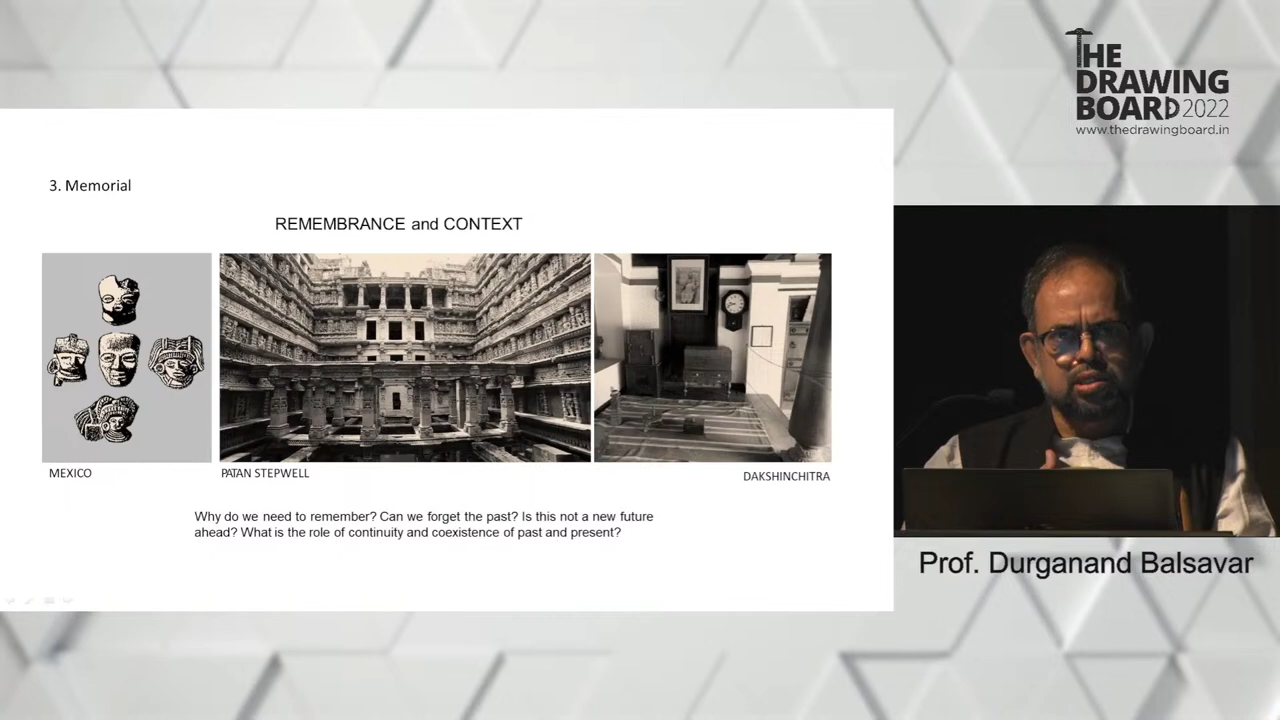 THE
DRAWING
BOARD 2022
www.thedrawingboard.in
3. Memorial
REMEMBRANCE and CONTEXT
MEXICO
PATAN STEPWELL
DAKSHINCHITRA
Why do we need to remember? Can we forget the past? Is this not a new future
ahead? What is the role of continuity and coexistence of past and present?
Prof. Durganand Balsavar